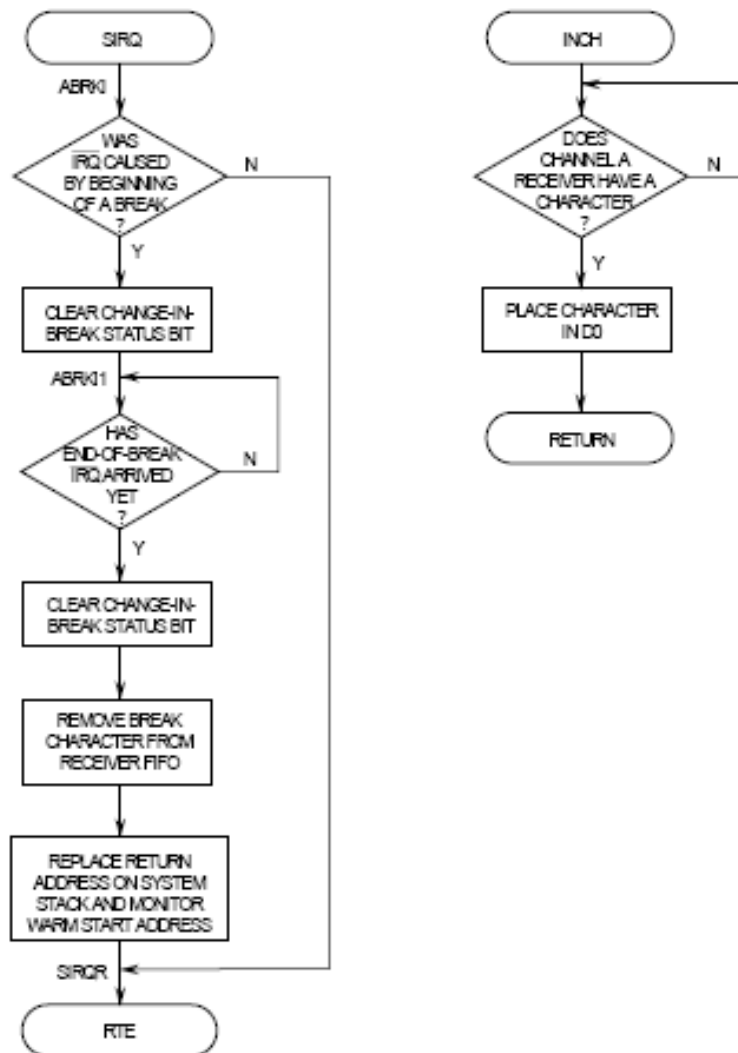 SIRQ
ABRKI
WAS
IRQ CAUSED
BY BEGINNING
OF A BREAK
?
N
Y
CLEAR CHANGE-IN-
BREAK STATUS BIT
ABRKI1
HAS
END-OF-BREAK
IRQ ARRIVED
YET
?
N
Y
CLEAR CHANGE-IN-
BREAK STATUS BIT
REMOVE BREAK
CHARACTER FROM
RECEIVER FIFO
REPLACE RETURN
ADDRESS ON SYSTEM
STACK AND MONITOR
WARM START ADDRESS
SIRQR
RTE
INCH
DOES
CHANNEL A
RECEIVER HAVE A
CHARACTER
?
N
Y
PLACE CHARACTER
IN D0
RETURN